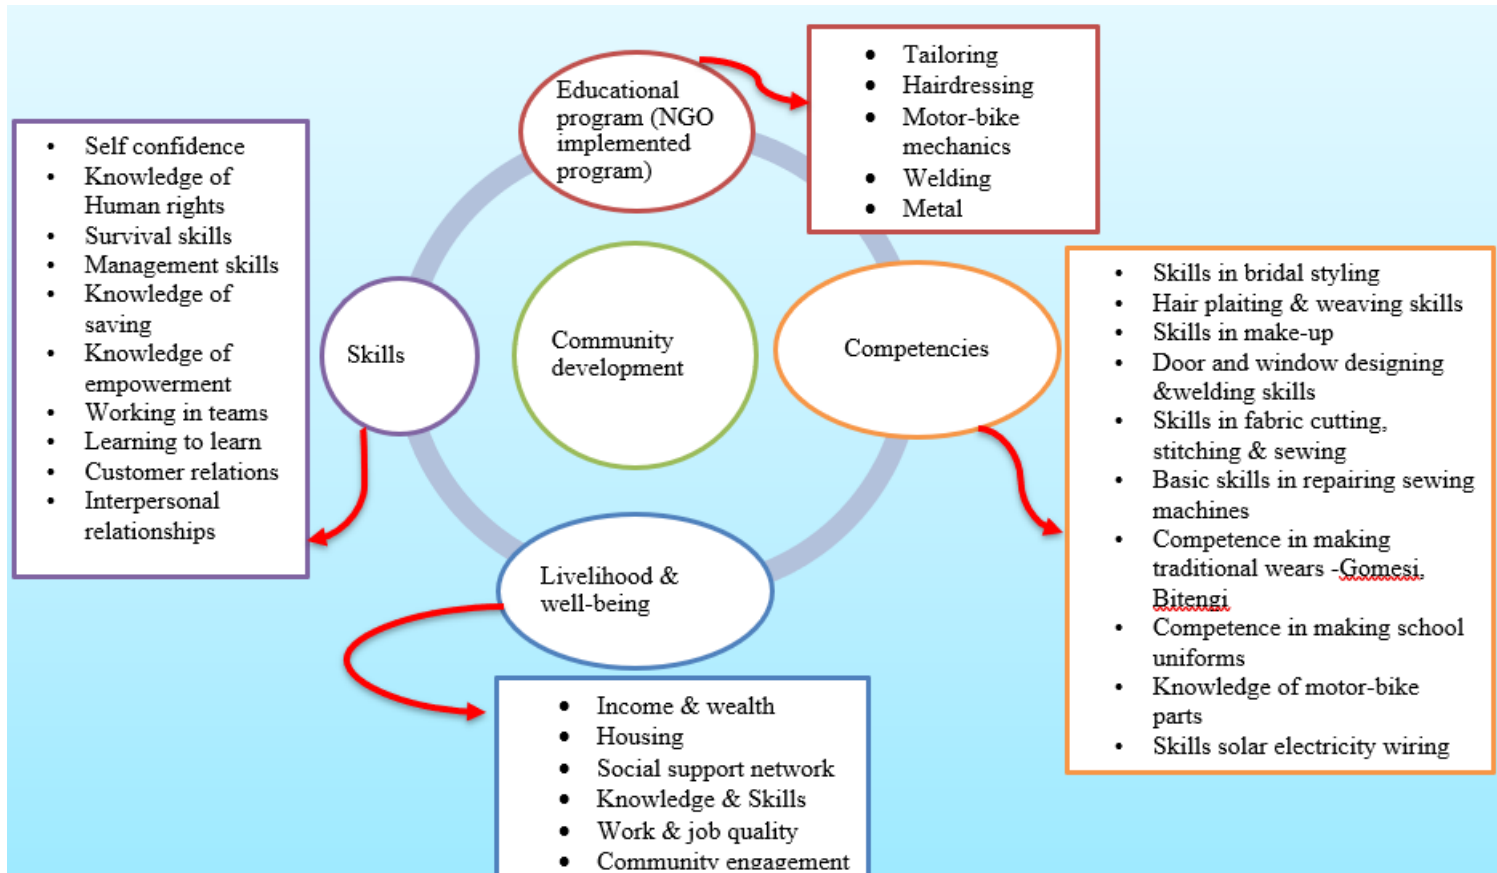 Educational
program (NGO
implemented
program)
• Tailoring
• Hairdressing
• Motor-bike
mechanics
• Welding
• Metal
• Self confidence
• Knowledge of
Human rights
• Survival skills
• Management skills
• Knowledge of
saving
• Knowledge of
empowerment
• Working in teams
• Learning to learn
• Customer relations
• Interpersonal
relationships
Skills
Community
development
Competencies
• Skills in bridal styling
• Hair plaiting & weaving skills
• Skills in make-up
• Door and window designing
&welding skills
• Skills in fabric cutting,
stitching & sewing
• Basic skills in repairing sewing
machines
• Competence in making
traditional wears -Gomesi,
Bitengi
• Competence in making school
uniforms
• Knowledge of motor-bike
parts
• Skills solar electricity wiring
Livelihood &
well-being
• Income & wealth
• Housing
• Social support network
• Knowledge & Skills
• Work & job quality
• Community engagement